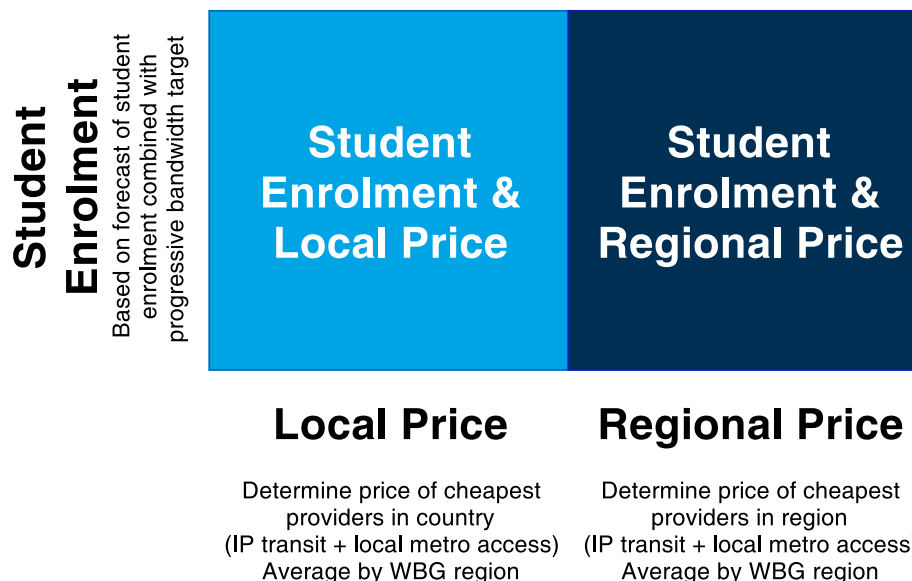 Student
Enrolment
Based on forecast of student
enrolment combined with
progressive bandwidth target
Student
Enrolment &
Local Price
Student
Enrolment &
Regional Price
Local Price
Regional Price
Determine price of cheapest
providers in country
(IP transit + local metro access)
Average by WBG region
Determine price of cheapest
providers in region
(IP transit + local metro access
Average by WBG region